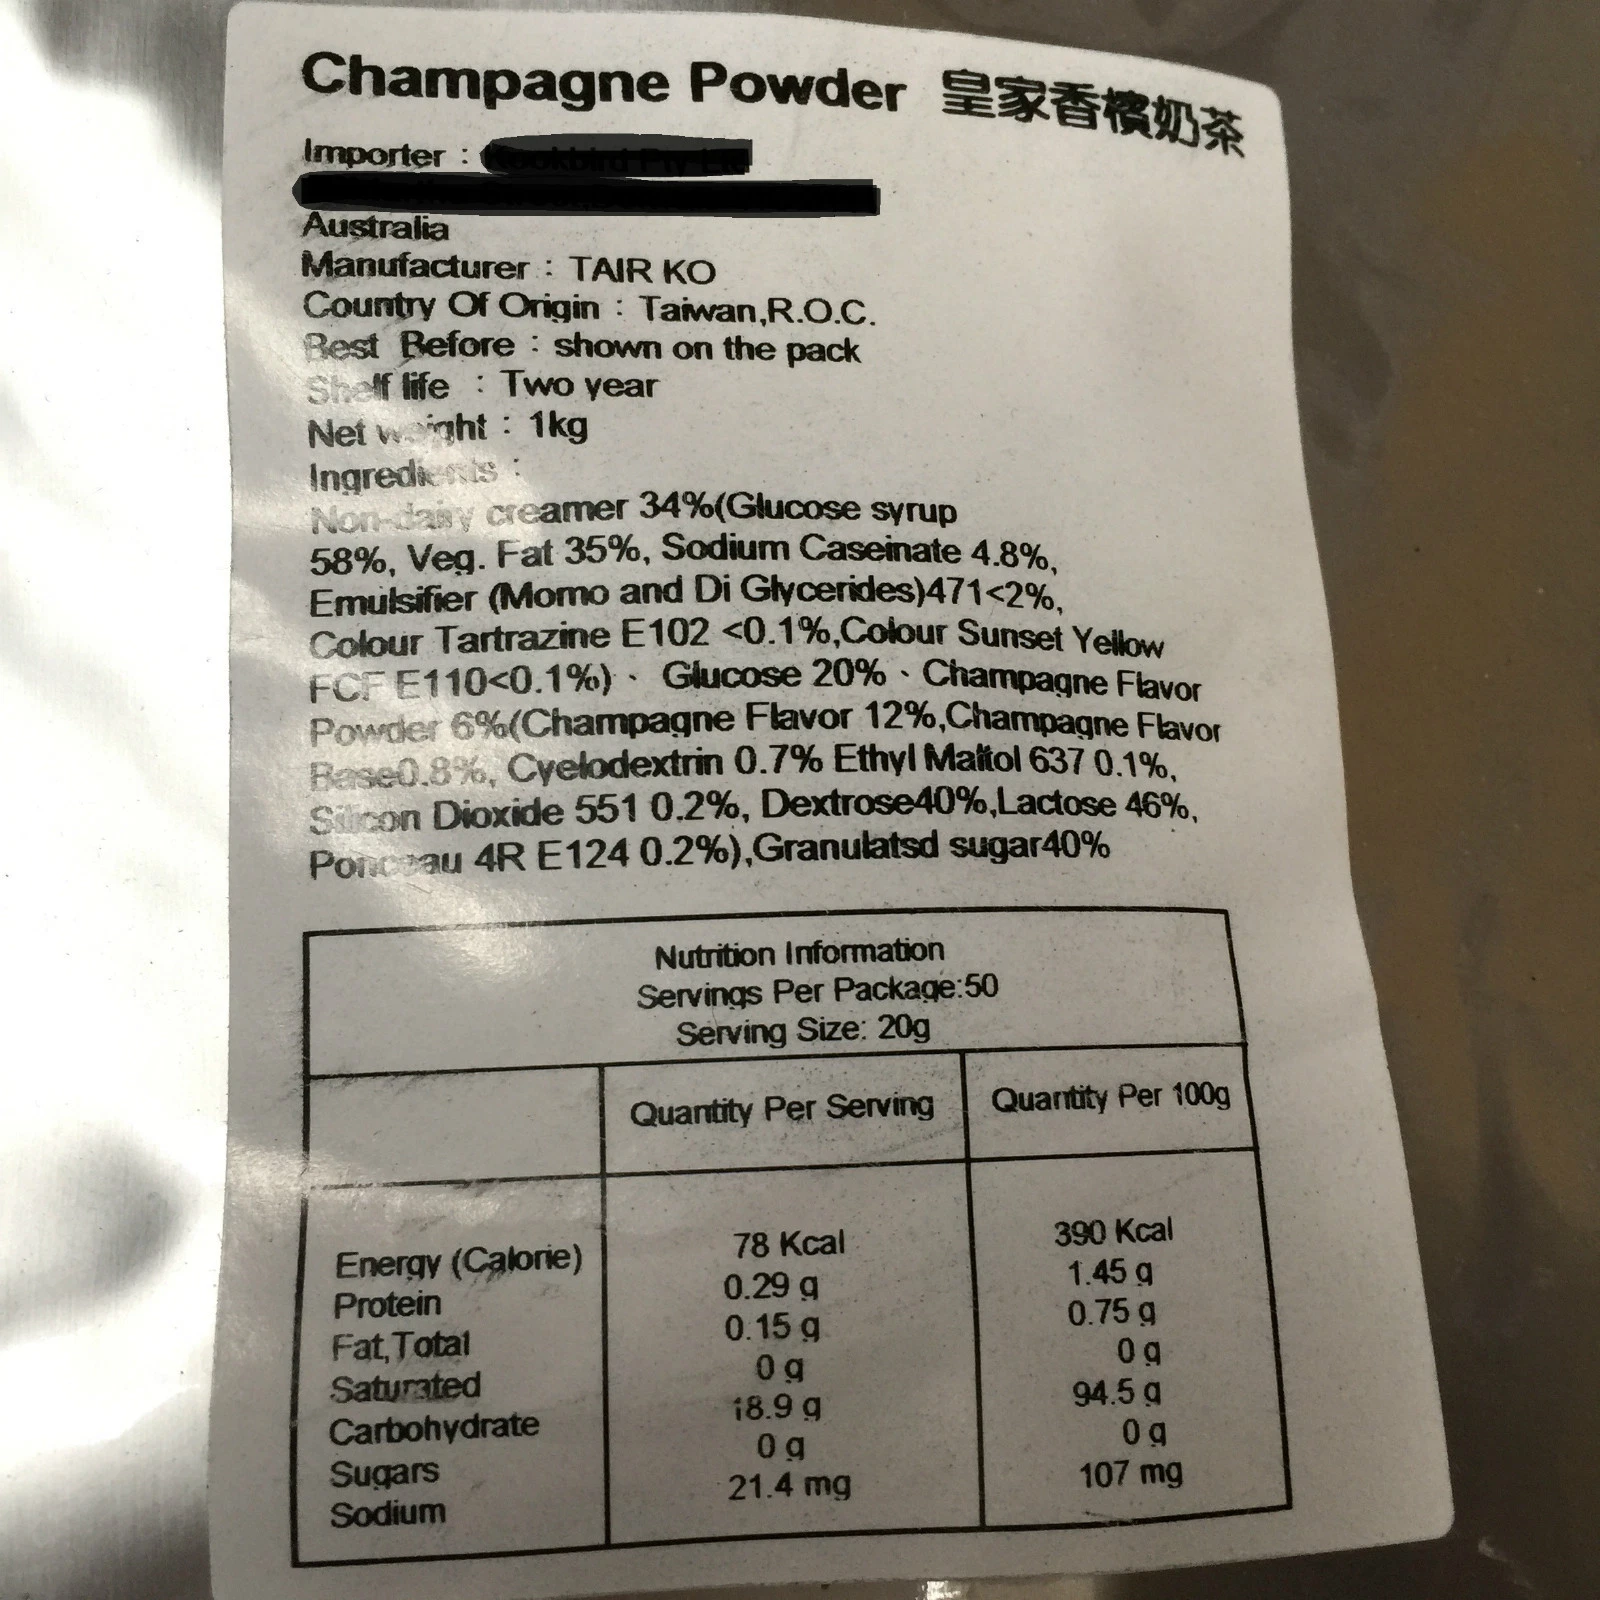 Champagne Powder 皇家香檳奶茶
Importer :
Australia
Manufacturer : TAIR KO
Country Of Origin : Taiwan,R.O.C.
Best Before : shown on the pack
Shelf life : Two year
Net weight : 1kg
Ingredients :
Non-dairy creamer 34%(Glucose syrup
58%, Veg. Fat 35%, Sodium Caseinate 4.8%,
Emulsifier (Momo and Di Glycerides)471<2%,
Colour Tartrazine E102 <0.1%,Colour Sunset Yellow
FCF E110<0.1%)、 Glucose 20%、Champagne Flavor
Powder 6%(Champagne Flavor 12%,Champagne Flavor
Base0.8%, Cyelodextrin 0.7% Ethyl Maltol 637 0.1%,
Silicon Dioxide 551 0.2%, Dextrose40%,Lactose 46%,
Ponceau 4R E124 0.2%),Granulatsd sugar40%
Nutrition Information
Servings Per Package:50
Serving Size: 20g
Quantity Per Serving Quantity Per 100g
Energy (Calorie) 78 Kcal 390 Kcal
Protein 0.29 g 1.45 g
Fat,Total 0.15 g 0.75 g
Saturated 0 g 0 g
Carbohydrate 18.9 g 94.5 g
Sugars 0 g 0 g
Sodium 21.4 mg 107 mg